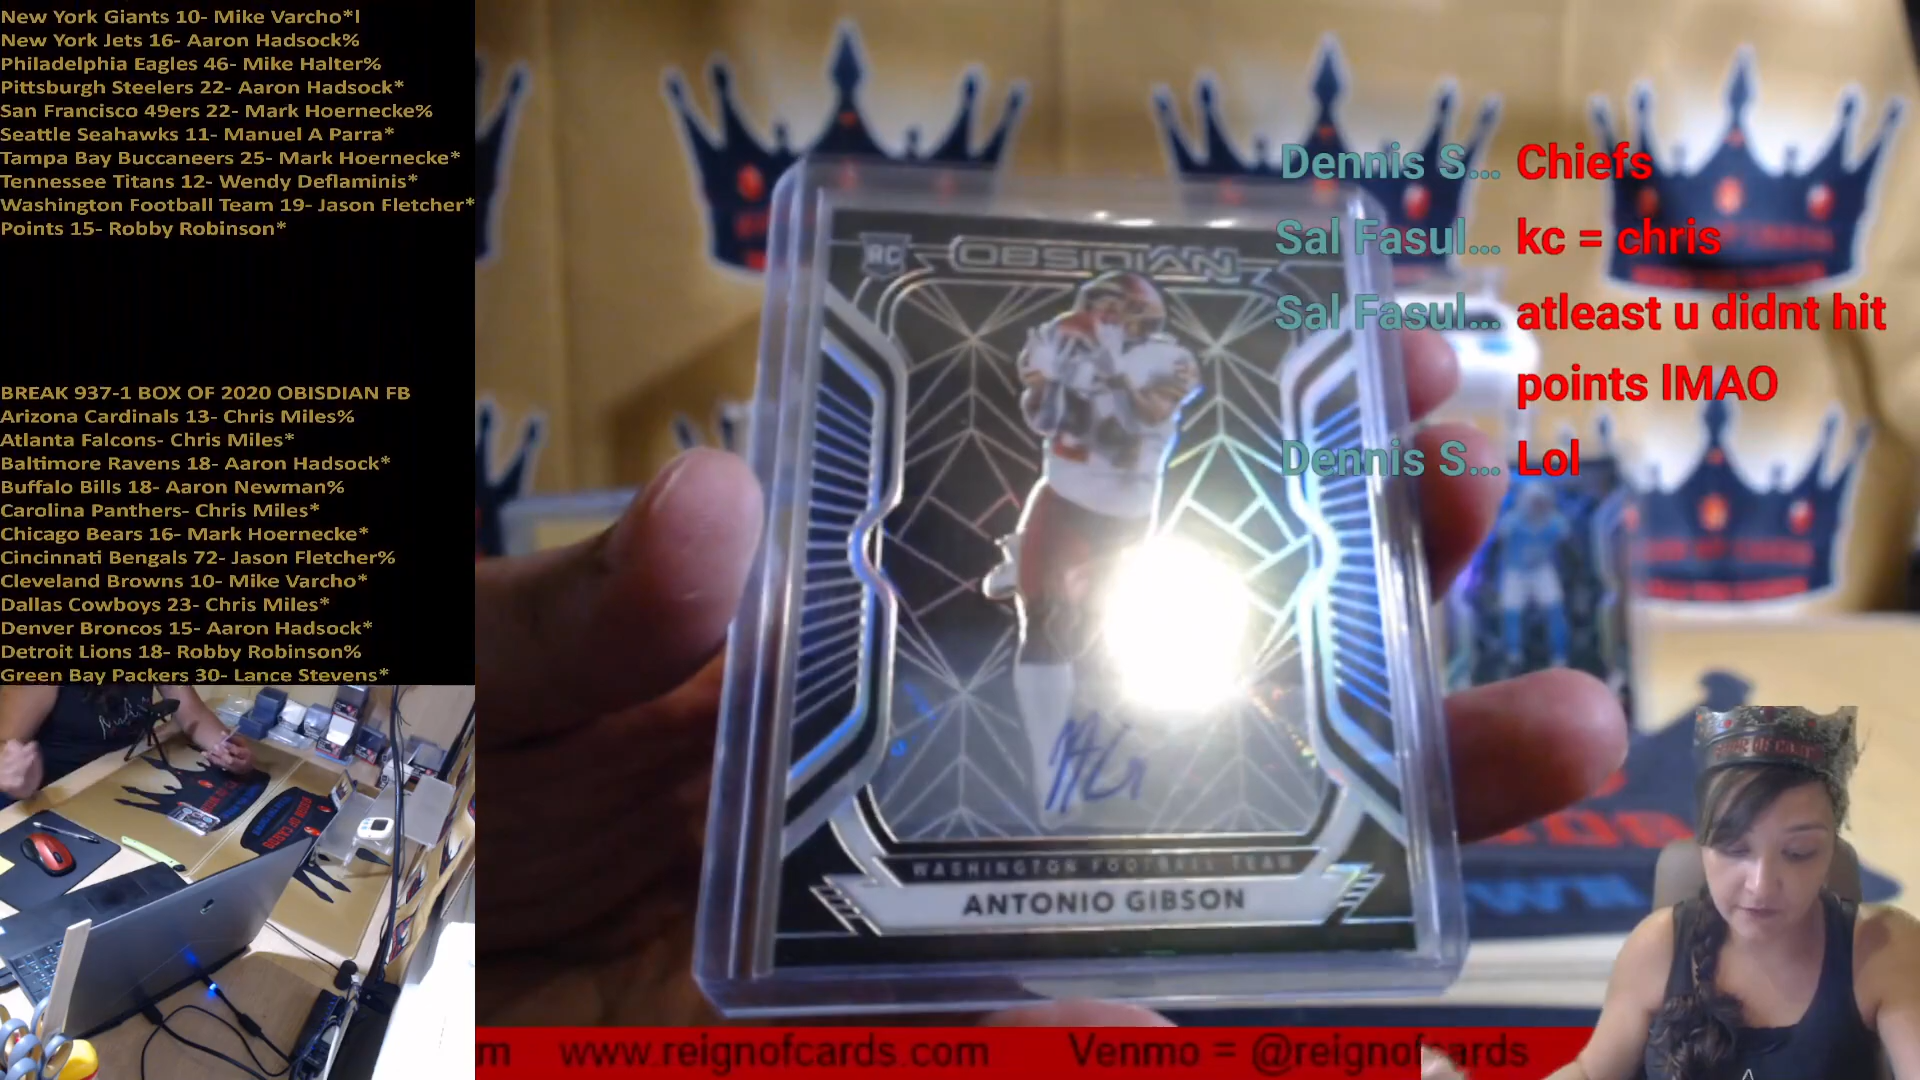 New York Giants 10- Mike Varcho*l
New York Jets 16- Aaron Hadsock%
Philadelphia Eagles 46- Mike Halter%
Pittsburgh Steelers 22- Aaron Hadsock*
San Francisco 49ers 22- Mark Hoernecke%
Seattle Seahawks 11- Manuel A Parra*
Tampa Bay Buccaneers 25- Mark Hoernecke*
Tennessee Titans 12- Wendy Deflaminis*
Washington Football Team 19- Jason Fletcher*
Points 15- Robby Robinson*
BREAK 937-1 BOX OF 2020 OBISDIAN FB
Arizona Cardinals 13- Chris Miles%
Atlanta Falcons- Chris Miles*
Baltimore Ravens 18- Aaron Hadsock*
Buffalo Bills 18- Aaron Newman%
Carolina Panthers- Chris Miles*
Chicago Bears 16- Mark Hoernecke*
Cincinnati Bengals 72- Jason Fletcher%
Cleveland Browns 10- Mike Varcho*
Dallas Cowboys 23- Chris Miles*
Denver Broncos 15- Aaron Hadsock*
Detroit Lions 18- Robby Robinson%
Green Bay Packers 30- Lance Stevens*
Dennis S... Chiefs
Sal Fasul... kc = chris
Sal Fasul... atleast u didnt hit
points lMAO
Dennis S... Lol
RC OBSIDIAN
WASHINGTON FOOTBALL TEAM
ANTONIO GIBSON
m www.reignofcards.com Venmo = @reignofcards